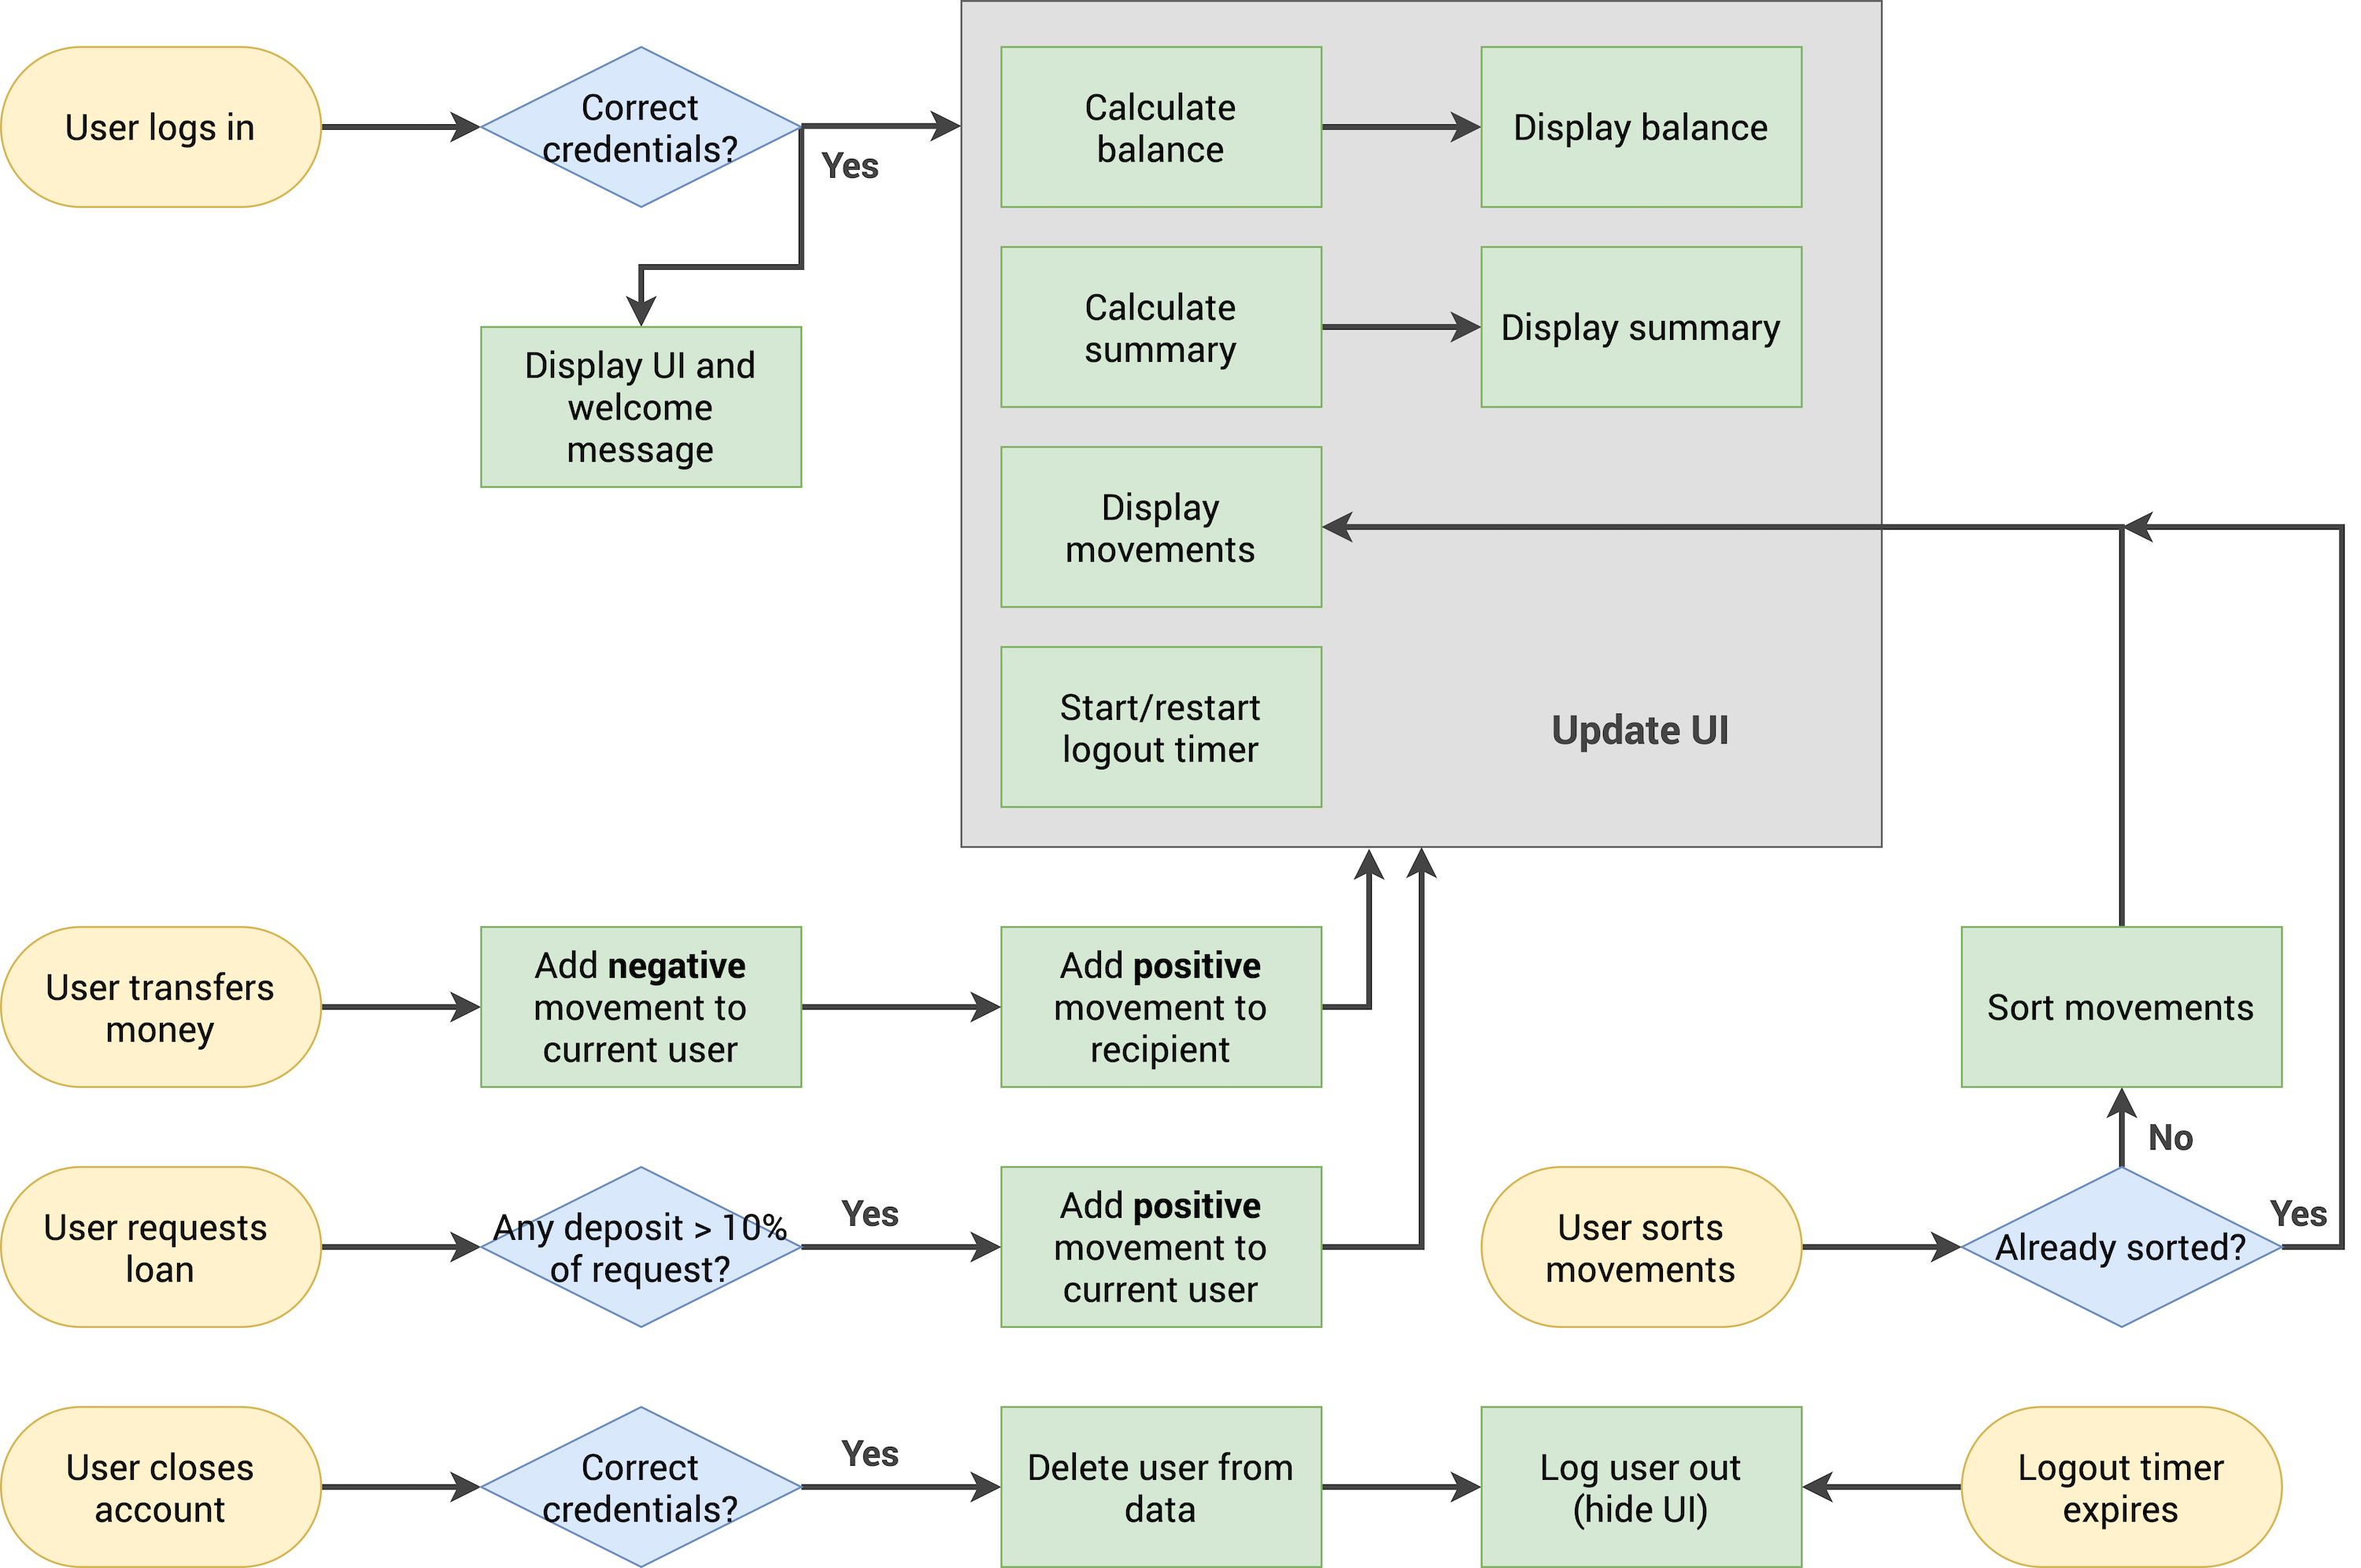 User logs in
Correct
credentials?
Yes
Calculate
balance
Display balance
Calculate
summary
Display summary
Display UI and
welcome
message
Display
movements
Start/restart
logout timer
Update UI
User transfers
money
Add negative
movement to
current user
Add positive
movement to
recipient
Sort movements
No
User requests
loan
Any deposit > 10%
of request?
Yes
Add positive
movement to
current user
User sorts
movements
Already sorted?
Yes
User closes
account
Correct
credentials?
Yes
Delete user from
data
Log user out
(hide UI)
Logout timer
expires